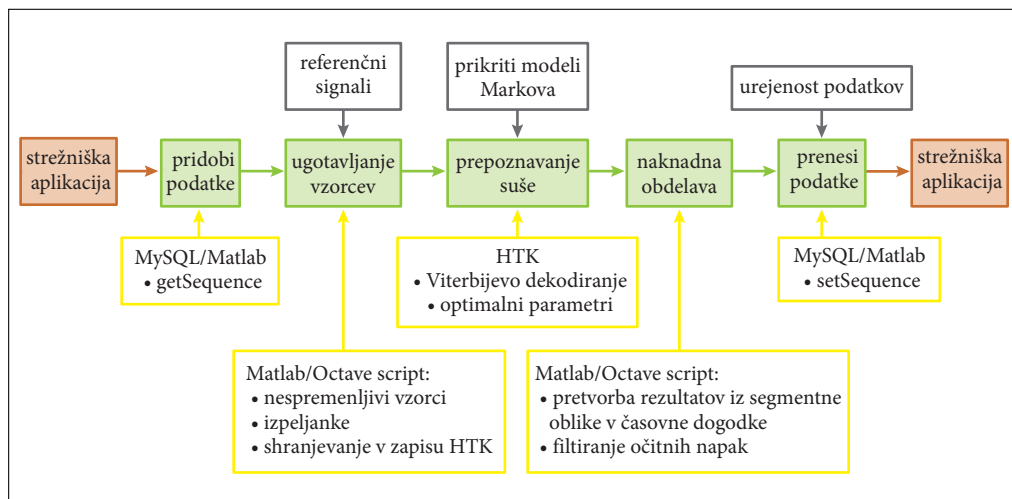 referenčni
signali
prikriti modeli
Markova
urejenost podatkov
strežniška
aplikacija
pridobi
podatke
ugotavljanje
vzorcev
prepoznavanje
suše
naknadna
obdelava
prenesi
podatke
strežniška
aplikacija
MySQL/Matlab
• getSequence
HTK
• Viterbijevo dekodiranje
• optimalni parametri
MySQL/Matlab
• setSequence
Matlab/Octave script:
• nespremenljivi vzorci
• izpeljanke
• shranjevanje v zapisu HTK
Matlab/Octave script:
• pretvorba rezultatov iz segmentne
oblike v časovne dogodke
• filtiranje očitnih napak